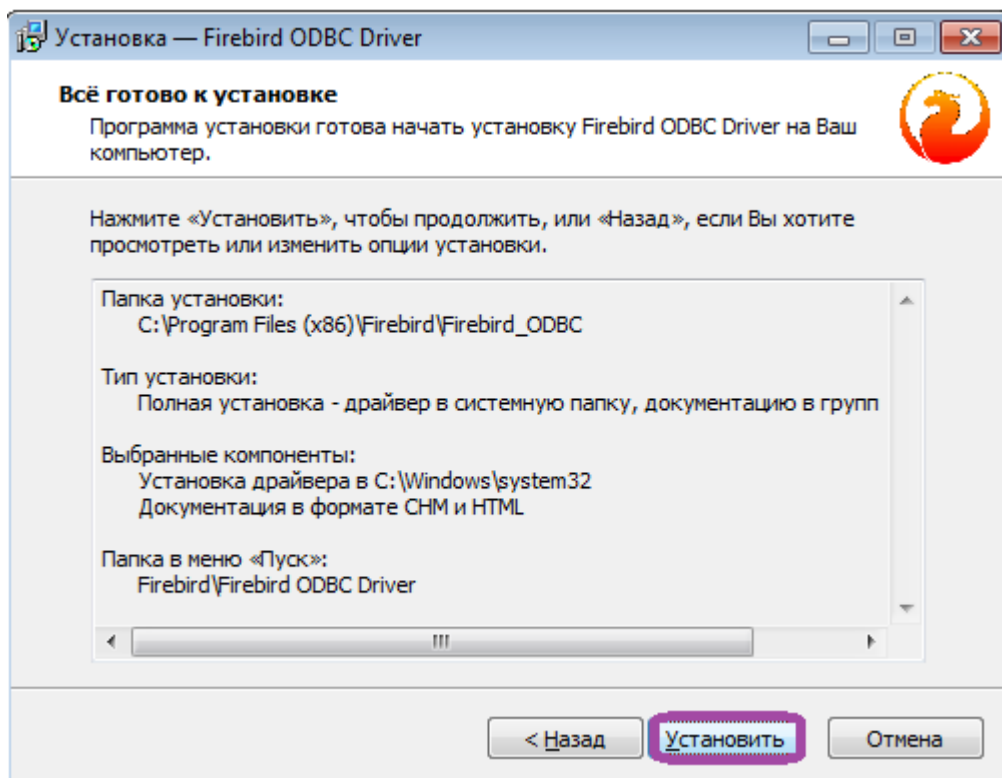 Установка — Firebird ODBC Driver
Всё готово к установке
Программа установки готова начать установку Firebird ODBC Driver на Ваш
компьютер.
Нажмите «Установить», чтобы продолжить, или «Назад», если Вы хотите
просмотреть или изменить опции установки.
Папка установки:
C:\Program Files (x86)\Firebird\Firebird_ODBC
Тип установки:
Полная установка - драйвер в системную папку, документацию в групп
Выбранные компоненты:
Установка драйвера в C:\Windows\system32
Документация в формате CHM и HTML
Папка в меню «Пуск»:
Firebird\Firebird ODBC Driver
< Назад Установить Отмена